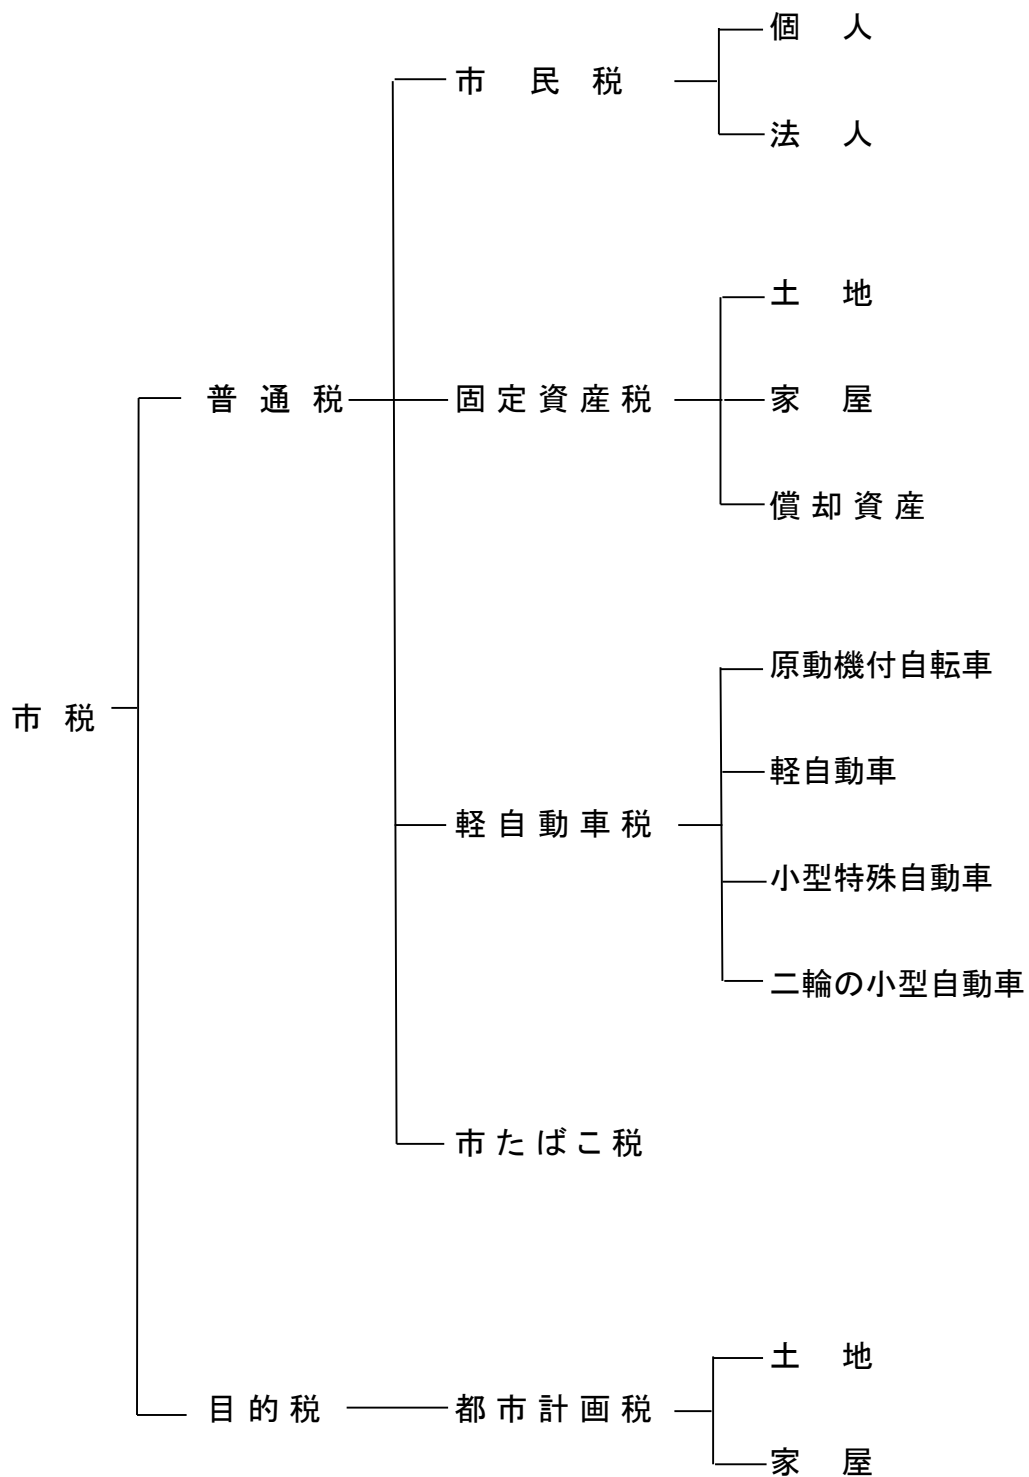 個人
市民税
法人
土地
普通税
固定資産税
家屋
償却資産
原動機付自転車
市税
軽自動車
軽自動車税
小型特殊自動車
二輪の小型自動車
市たばこ税
土地
目的税
都市計画税
家屋